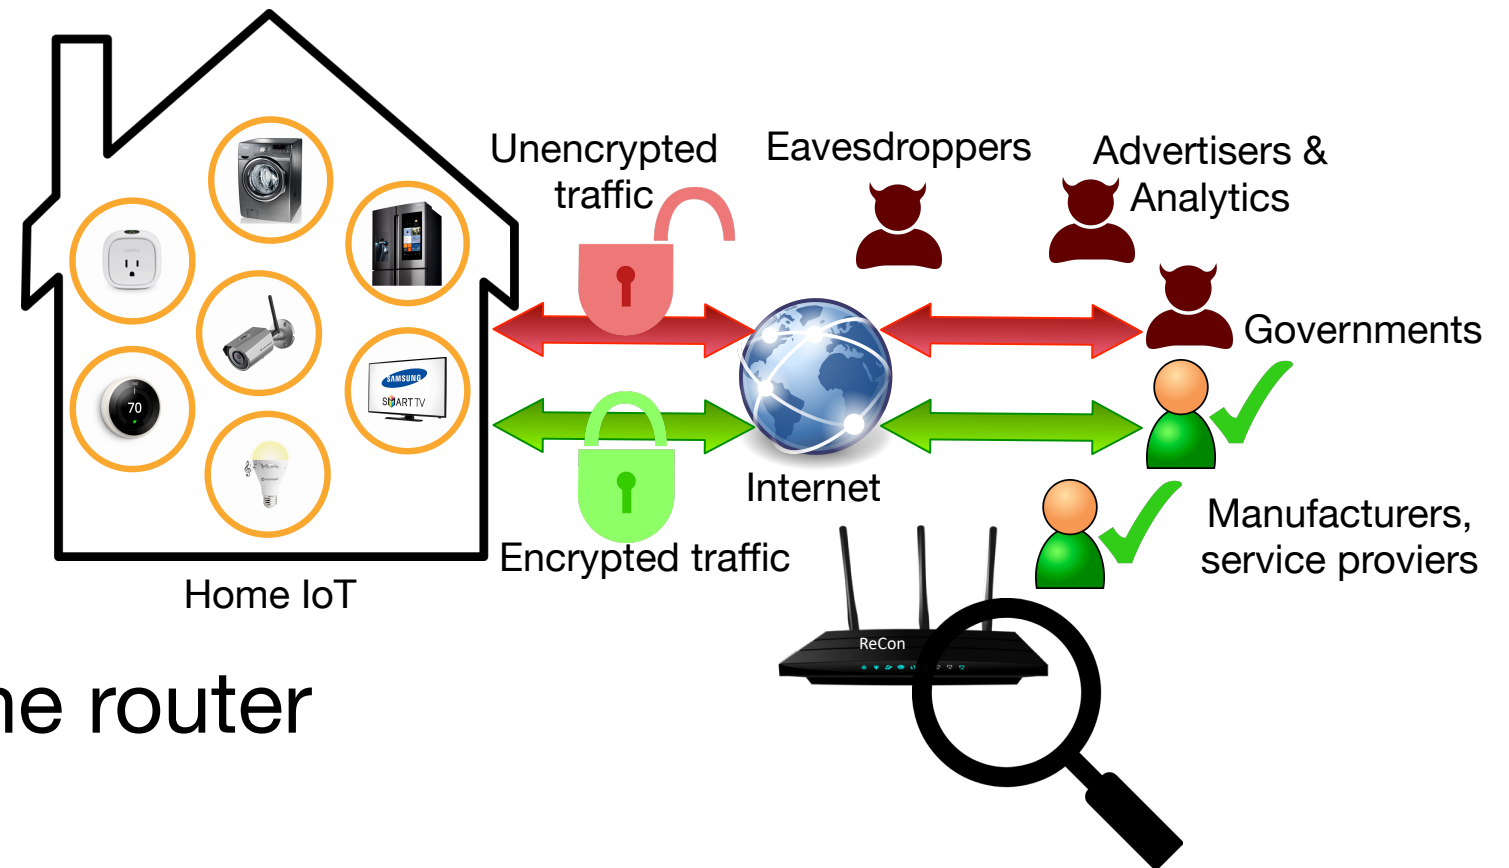 Unencrypted
traffic
Eavesdroppers
Advertisers &
Analytics
Governments
70
SAMSUNG
SMART TV
Internet
Encrypted traffic
Manufacturers,
service proviers
Home IoT
ReCon
router